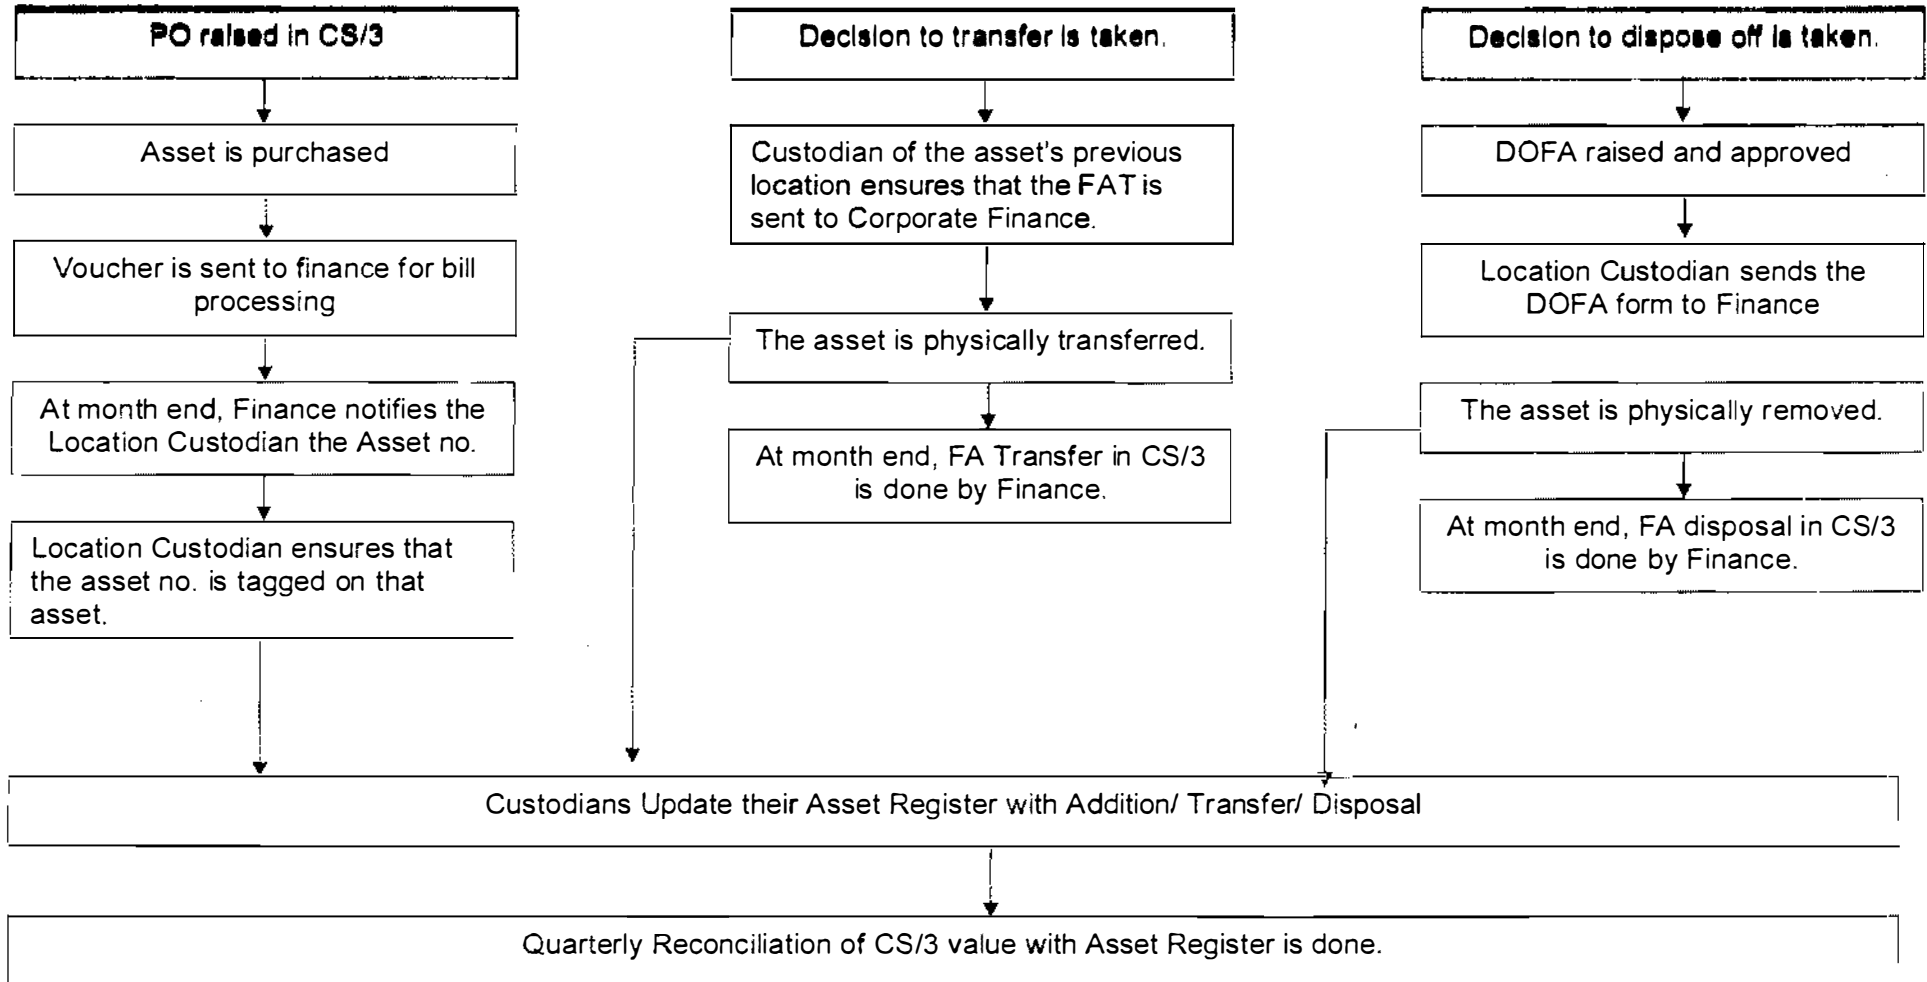 PO raised in CS/3
Asset is purchased
Voucher is sent to finance for bill
processing
At month end, Finance notifies the
Location Custodian the Asset no.
Location Custodian ensures that
the asset no. is tagged on that
asset.
Decision to transfer is taken.
Custodian of the asset's previous
location ensures that the FAT is
sent to Corporate Finance.
The asset is physically transferred.
At month end, FA Transfer in CS/3
is done by Finance.
Decision to dispose off is taken.
DOFA raised and approved
Location Custodian sends the
DOFA form to Finance
The asset is physically removed.
At month end, FA disposal in CS/3
is done by Finance.
Custodians Update their Asset Register with Addition/ Transfer/ Disposal
Quarterly Reconciliation of CS/3 value with Asset Register is done.